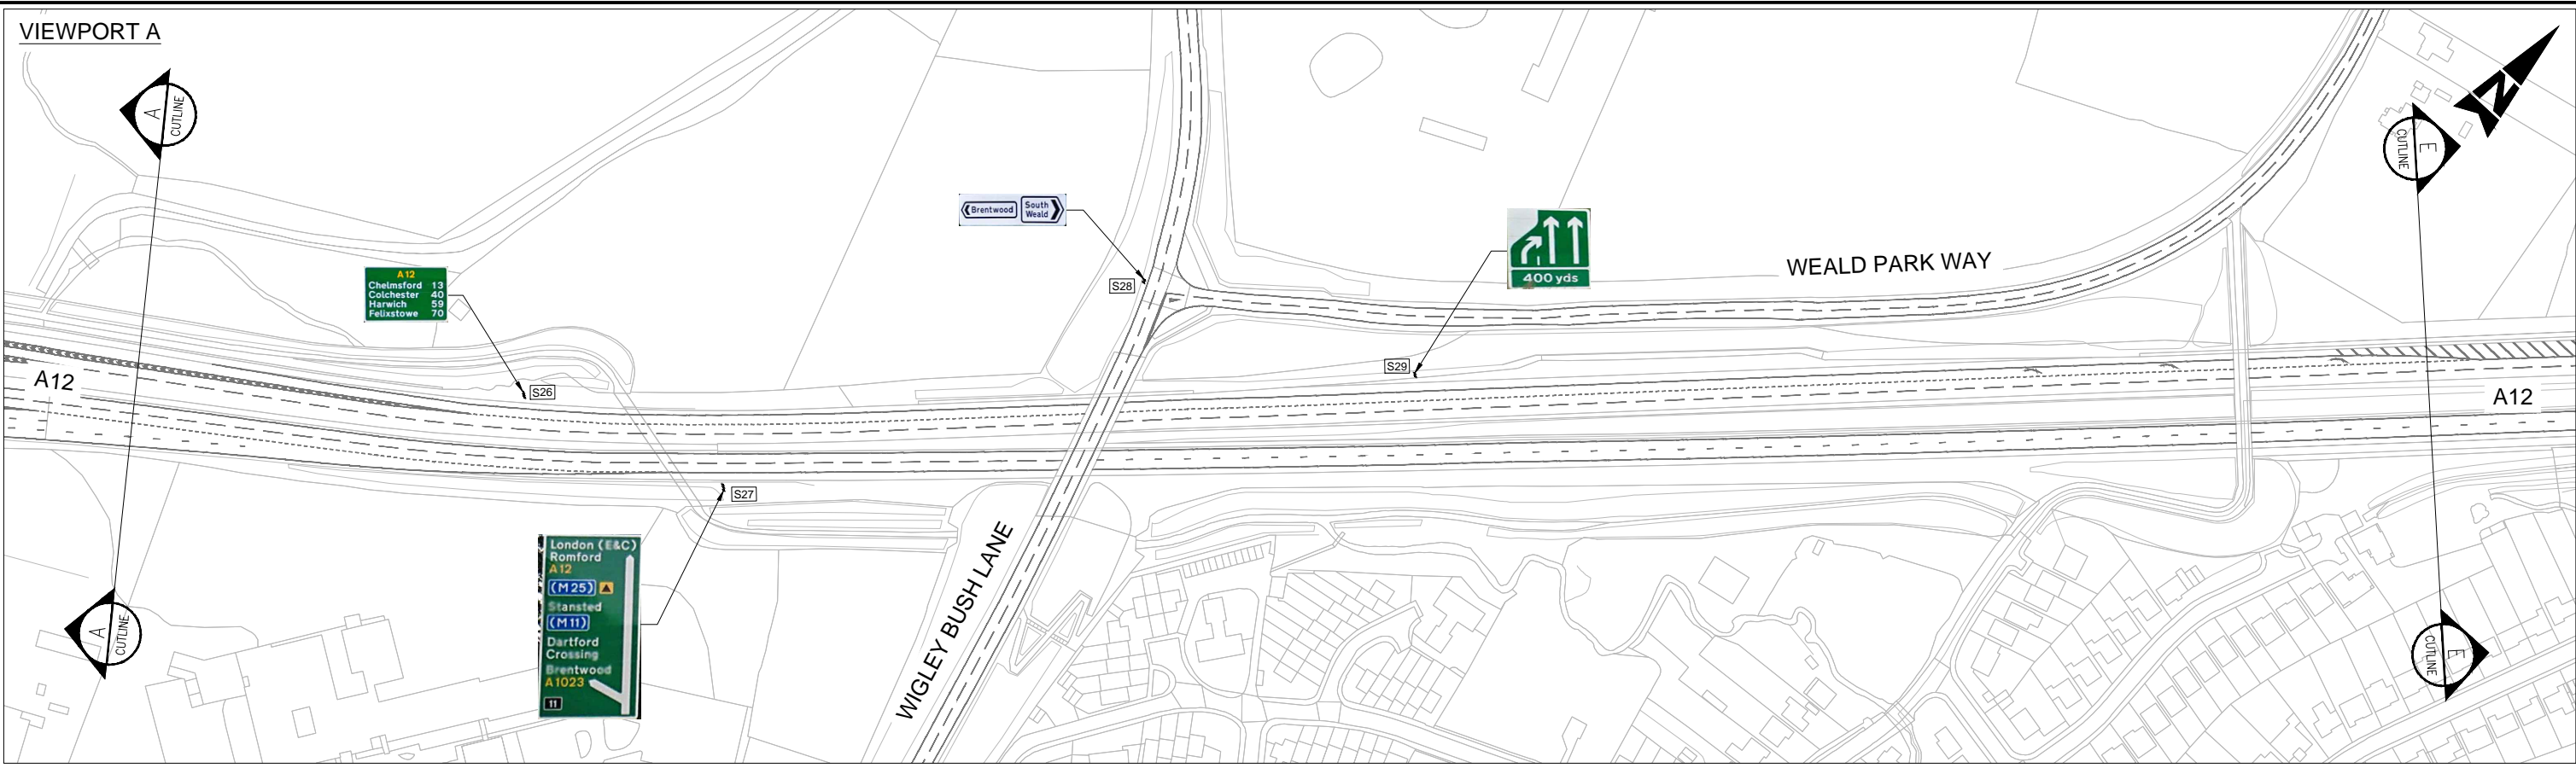 VIEWPORT A
A
CUTLINE
N
E
CUTLINE
Brentwood
South
Weald
S28
400 yds
S29
WEALD PARK WAY
A12
Chelmsford 13
Colchester 40
Harwich 59
Felixstowe 70
S26
A12
A12
S27
London (E&C)
Romford
A12
(M25)
Stansted
(M11)
Dartford
Crossing
Brentwood
A1023
11
WIGLEY BUSH LANE
A
CUTLINE
E
CUTLINE